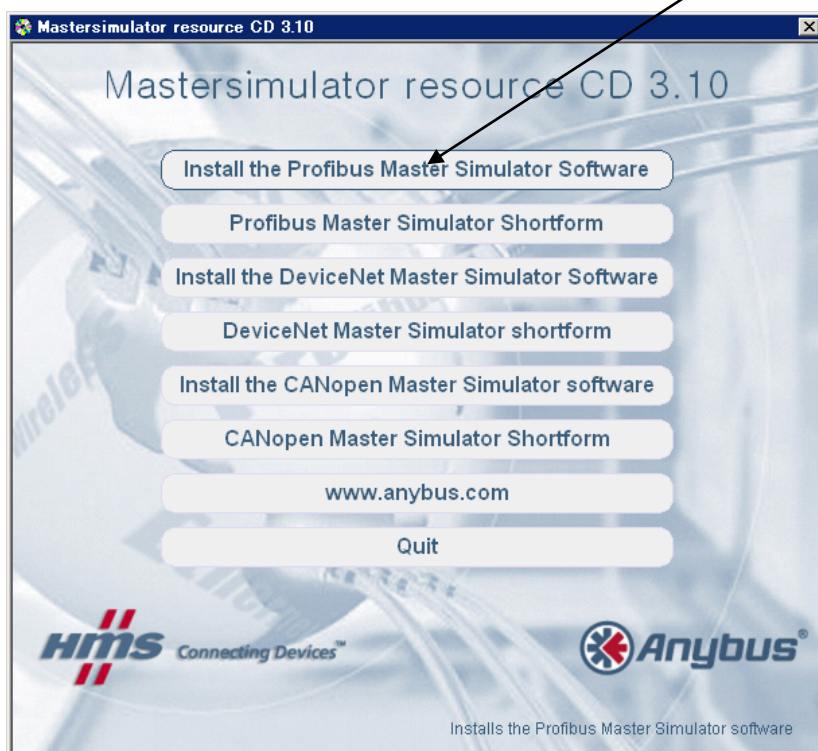 Mastersimulator resource CD 3.10
Mastersimulator resource CD 3.10
Install the Profibus Master Simulator Software
Profibus Master Simulator Shortform
Install the DeviceNet Master Simulator Software
DeviceNet Master Simulator shortform
Install the CANopen Master Simulator software
CANopen Master Simulator Shortform
www.anybus.com
Quit
Wireless
Ethernet
HMS Connecting Devices™
Anybus®
Installs the Profibus Master Simulator software